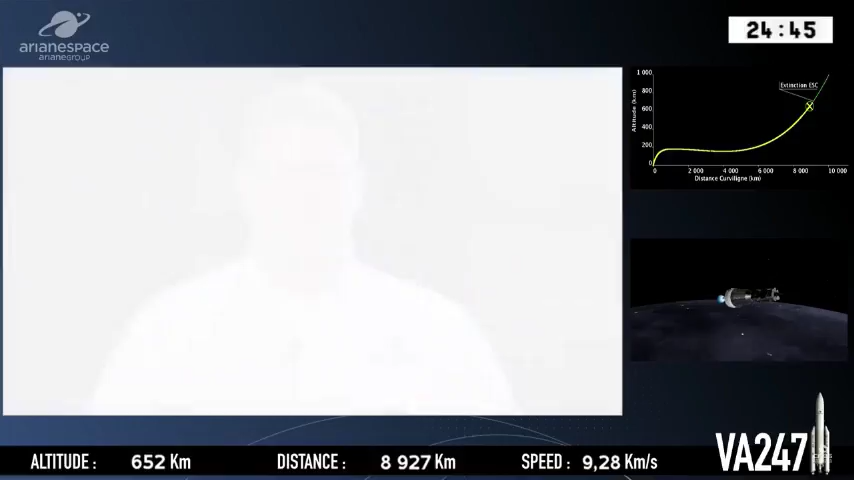 arianespace
arianeGROUP
24:45
1 000
800
600
400
200
0
Altitude (km)
Extinction ESC
0 2 000 4 000 6 000 8 000 10 000
Distance Curviligne (km)
VA247
ALTITUDE : 652 Km DISTANCE : 8 927 Km SPEED : 9,28 Km/s